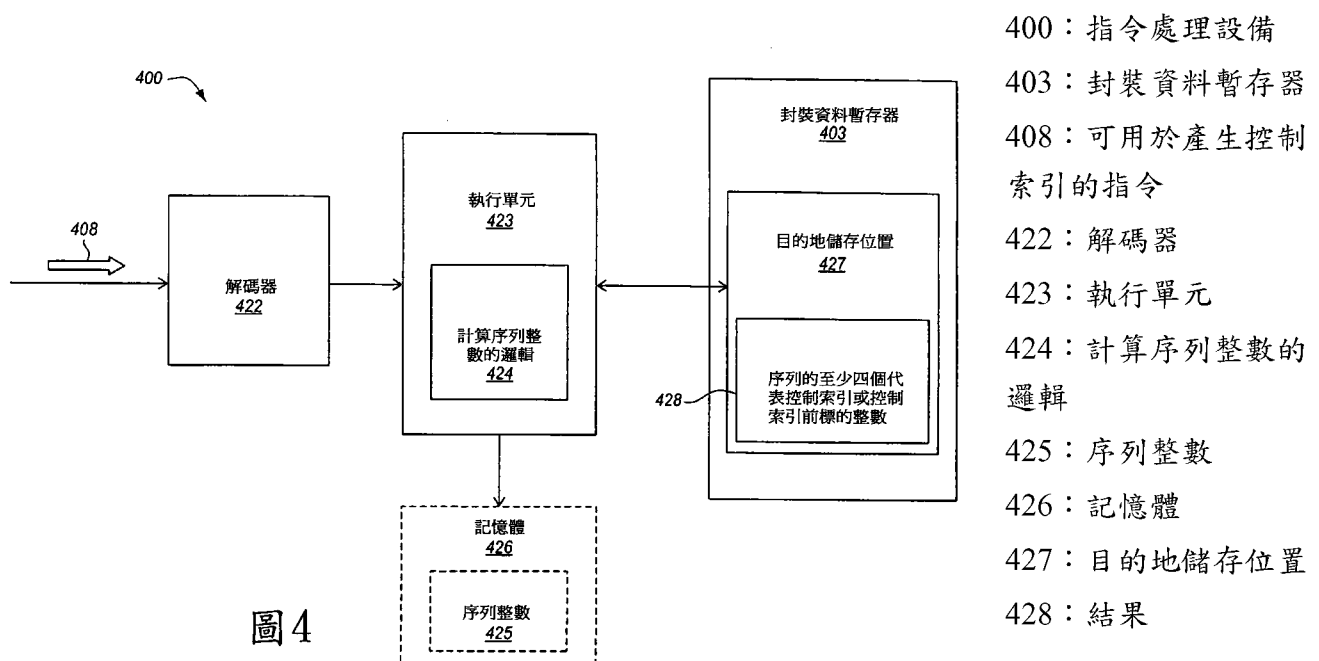 400
408
解碼器
422
執行單元
423
計算序列整
數的邏輯
424
記憶體
426
序列整數
425
封裝資料暫存器
403
目的地儲存位置
427
428
序列的至少四個代
表控制索引或控制
索引前標的整數
圖4
400：指令處理設備
403：封裝資料暫存器
408：可用於產生控制
索引的指令
422：解碼器
423：執行單元
424：計算序列整數的
邏輯
425：序列整數
426：記憶體
427：目的地儲存位置
428：結果